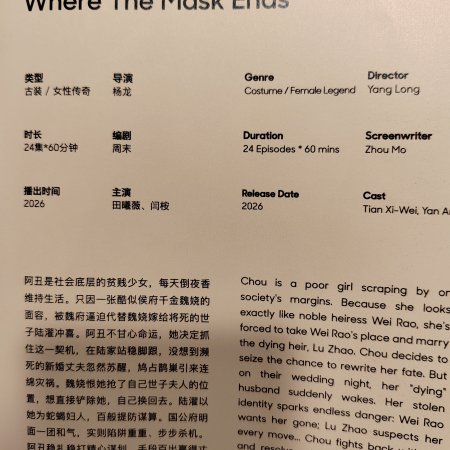 Where The Mask Ends
类型
古装 / 女性传奇
导演
杨龙
Genre
Costume / Female Legend
Director
Yang Long
时长
24集*60分钟
编剧
周末
Duration
24 Episodes * 60 mins
Screenwriter
Zhou Mo
播出时间
2026
主演
田曦薇、闫桉
Release Date
2026
Cast
Tian Xi-Wei, Yan A
阿丑是社会底层的贫贱少女，每天倒夜香
维持生活。只因一张酷似侯府千金魏娆的
面容，被魏府逼迫代替魏娆嫁给将死的世
子陆濯冲喜。阿丑不甘心命运，她决定抓
住这一契机，在陆家站稳脚跟，没想到濒
死的新婚丈夫忽然苏醒，鸠占鹊巢引来连
绵灾祸。魏娆恨她抢了自己世子夫人的位
置，想直接铲除她，自己换回去。陆濯以
她为蛇蝎妇人，百般提防谋算。国公府明
面一团和气，实则陷阱重重、步步杀机。
Chou is a poor girl scraping by on
society's margins. Because she looks
exactly like noble heiress Wei Rao, she's
forced to take Wei Rao's place and marry
the dying heir, Lu Zhao. Chou decides to
seize the chance to rewrite her fate. But
on their wedding night, her "dying"
husband suddenly wakes. Her stolen
identity sparks endless danger: Wei Rao
wants her gone; Lu Zhao suspects her
every move... Chou fights back with